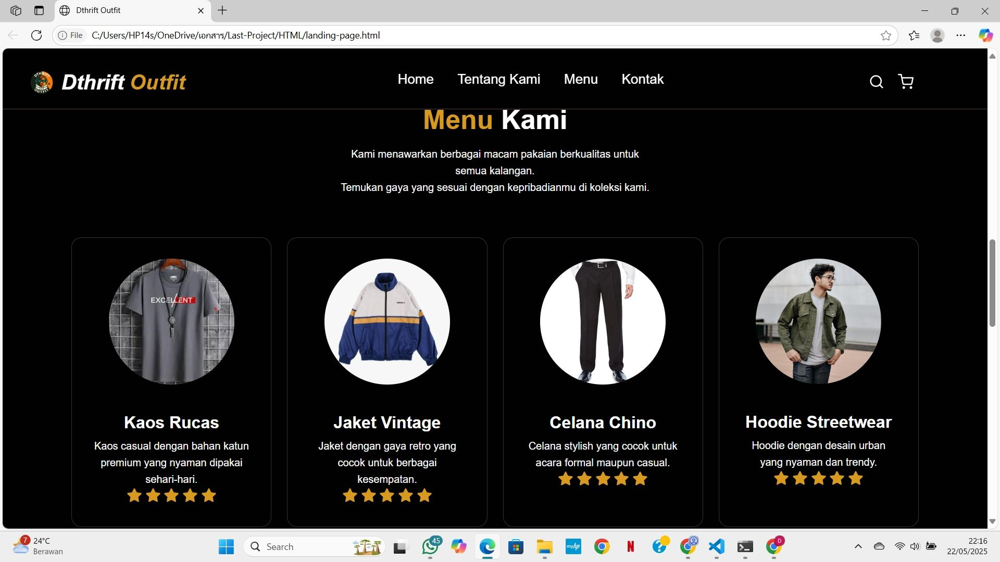 Dthrift Outfit
File
C:/Users/HP14s/OneDrive/เอกสาร/Last-Project/HTML/landing-page.html
DTHRIFT
OUTFIT
Dthrift Outfit
Home
Tentang Kami
Menu
Kontak
Menu Kami
Kami menawarkan berbagai macam pakaian berkualitas untuk
semua kalangan.
Temukan gaya yang sesuai dengan kepribadianmu di koleksi kami.
EXCELLENT
Kaos Rucas
Kaos casual dengan bahan katun
premium yang nyaman dipakai
sehari-hari.
Jaket Vintage
Jaket dengan gaya retro yang
cocok untuk berbagai
kesempatan.
Celana Chino
Celana stylish yang cocok untuk
acara formal maupun casual.
Hoodie Streetwear
Hoodie dengan desain urban
yang nyaman dan trendy.
7
24°C
Berawan
Search
45
myhp
N
D
22:16
22/05/2025